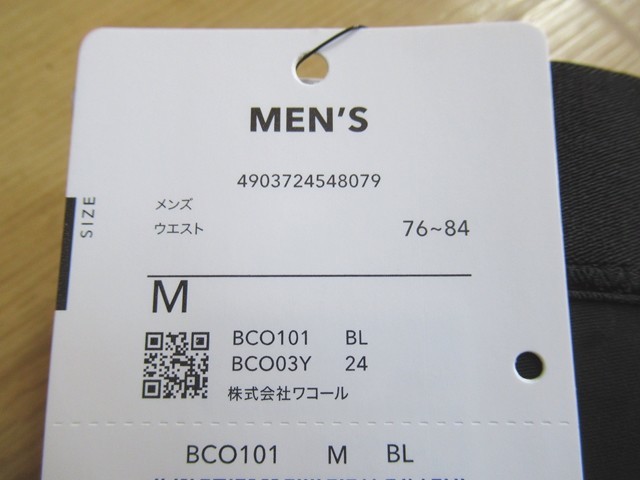 MEN'S
4903724548079
SIZE
メンズ
ウエスト 76~84
M
BCO101 BL
BCO03Y 24
株式会社ワコール
BCO101 M BL